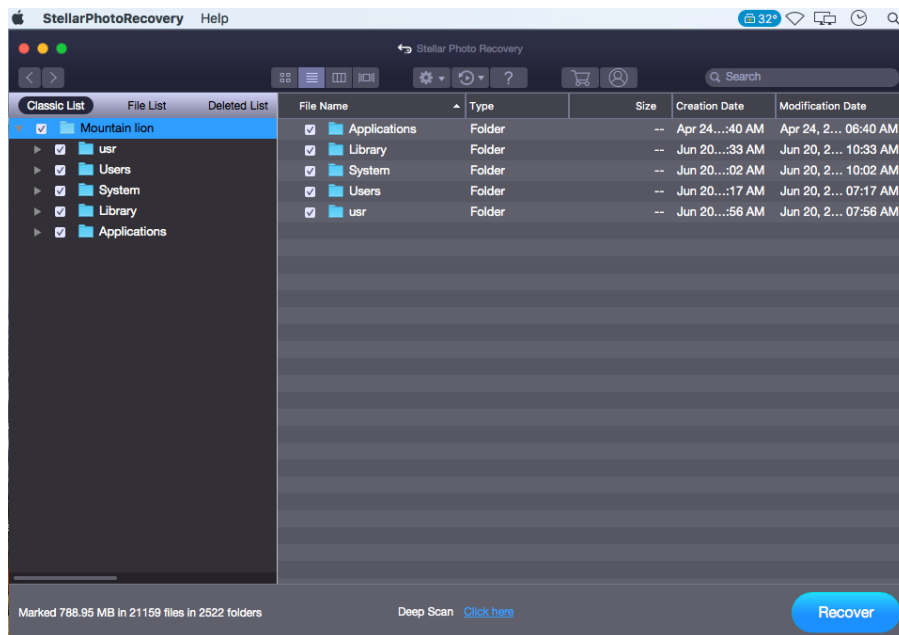 StellarPhotoRecovery Help 32°
Stellar Photo Recovery
? Search
Classic List File List Deleted List File Name Type Size Creation Date Modification Date
Mountain lion Applications Folder -- Apr 24...:40 AM Apr 24, 2... 06:40 AM
usr Library Folder -- Jun 20...:33 AM Jun 20, 2... 10:33 AM
Users System Folder -- Jun 20...:02 AM Jun 20, 2... 10:02 AM
System Users Folder -- Jun 20...:17 AM Jun 20, 2... 07:17 AM
Library usr Folder -- Jun 20...:56 AM Jun 20, 2... 07:56 AM
Applications
Marked 788.95 MB in 21159 files in 2522 folders Deep Scan Click here Recover